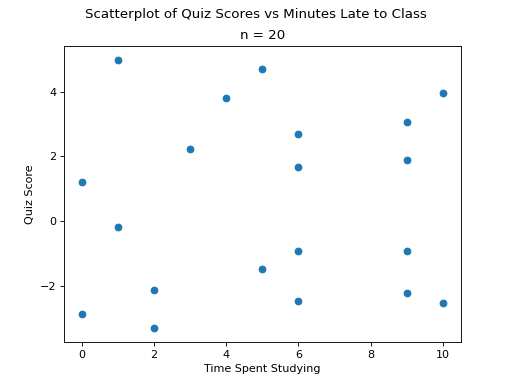 Scatterplot of Quiz Scores vs Minutes Late to Class
n = 20
Quiz Score
4
2
0
−2
0
2
4
6
8
10
Time Spent Studying